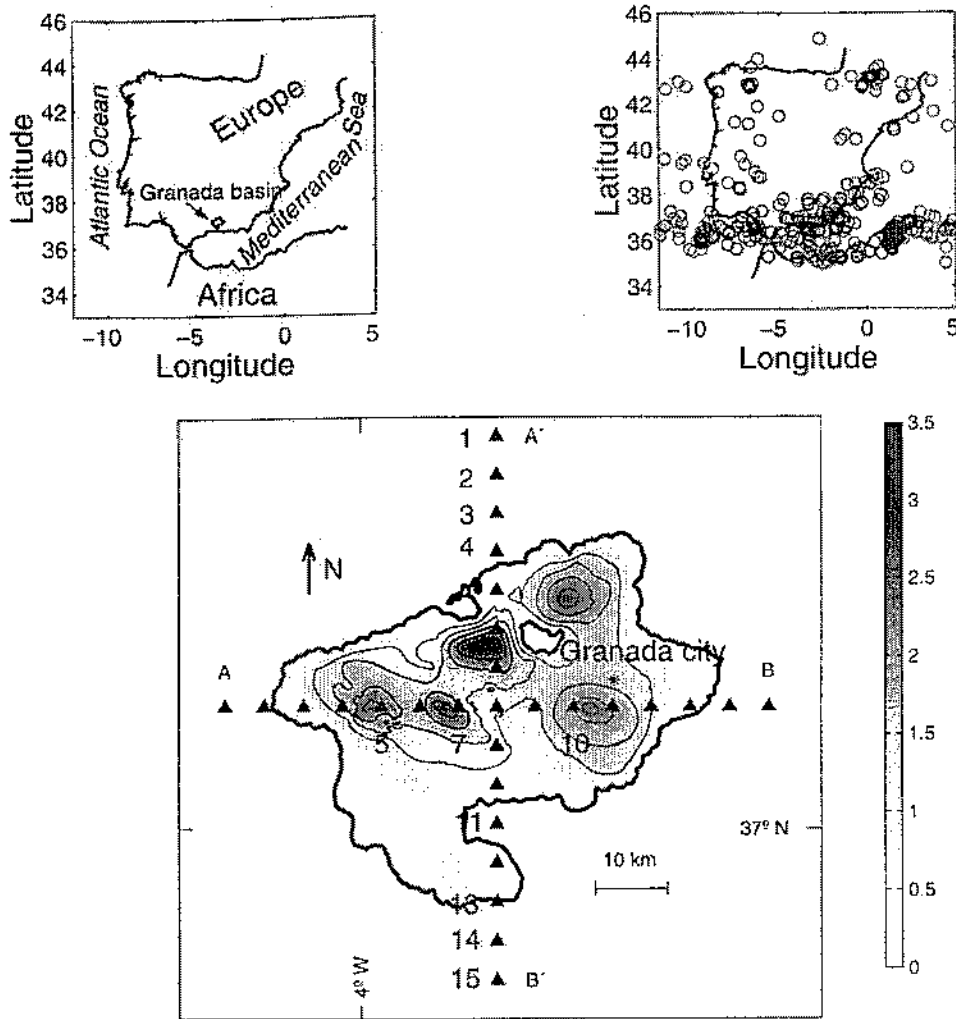 46
44
42
40
38
36
34
Latitude
Atlantic Ocean
Europe
Granada basin
Mediterranean Sea
Africa
−10
−5
0
5
Longitude
46
44
42
40
38
36
34
Latitude
−10
−5
0
5
Longitude
1
A´
2
3
4
N
Granada city
A
B
5
7
10
11
37º N
10 km
13
14
4º W
15
B´
3.5
3
2.5
2
1.5
1
0.5
0